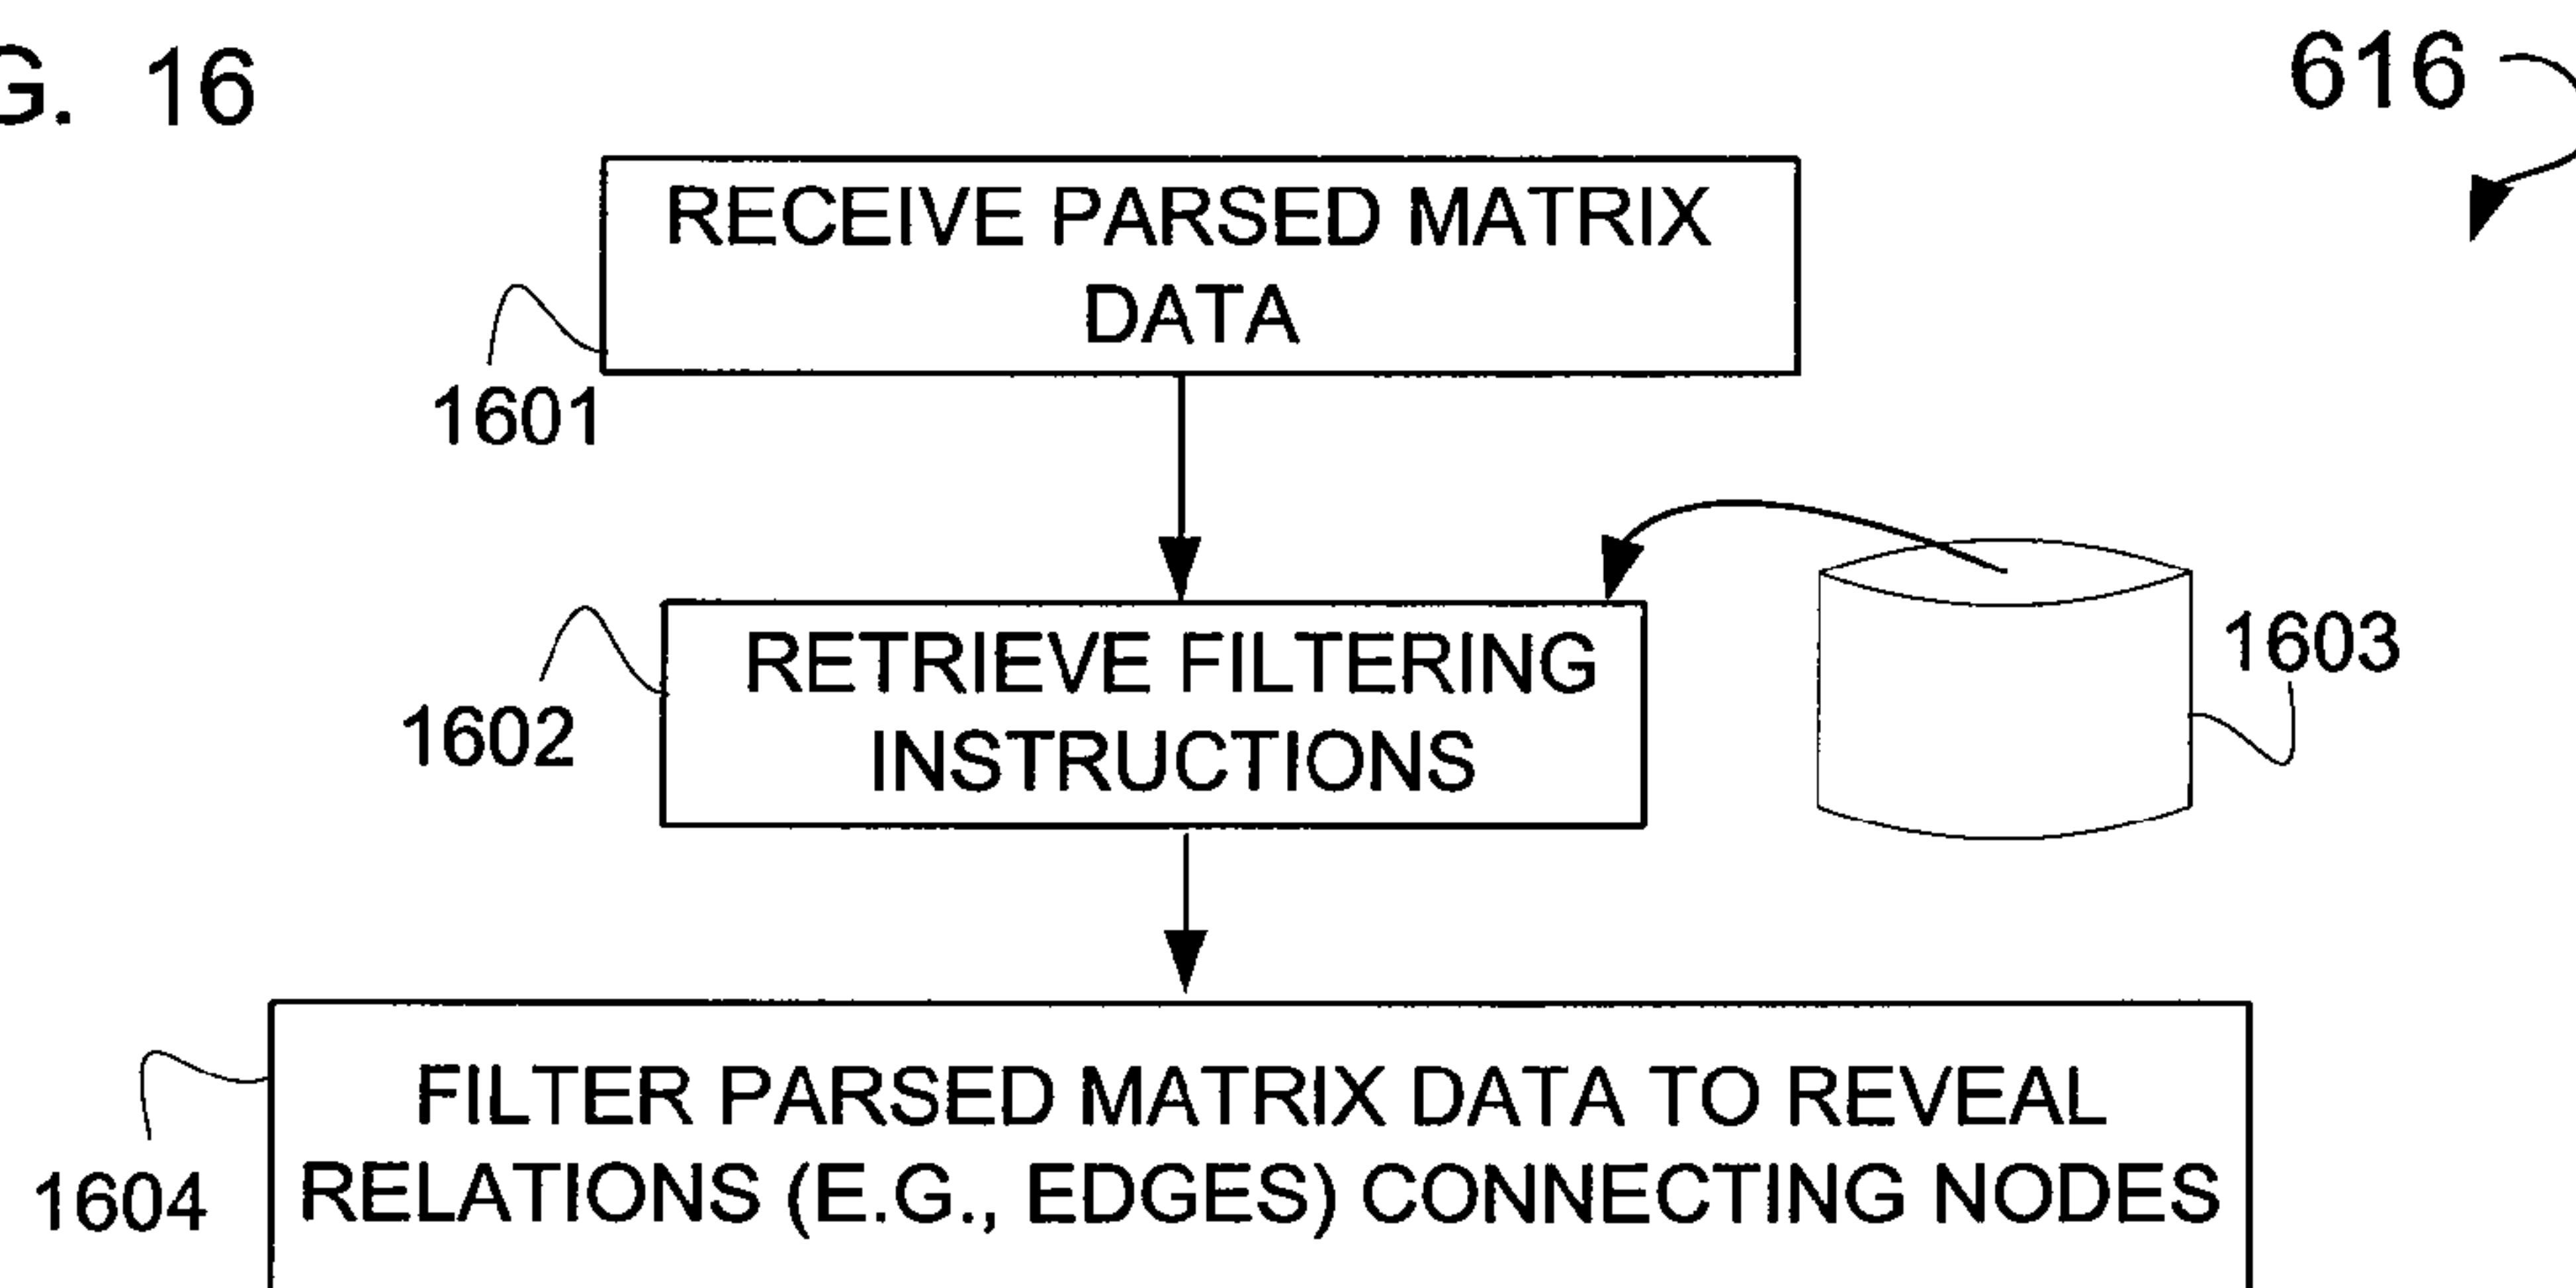 G. 16
616
RECEIVE PARSED MATRIX
DATA
1601
RETRIEVE FILTERING
INSTRUCTIONS
1602
1603
FILTER PARSED MATRIX DATA TO REVEAL
RELATIONS (E.G., EDGES) CONNECTING NODES
1604